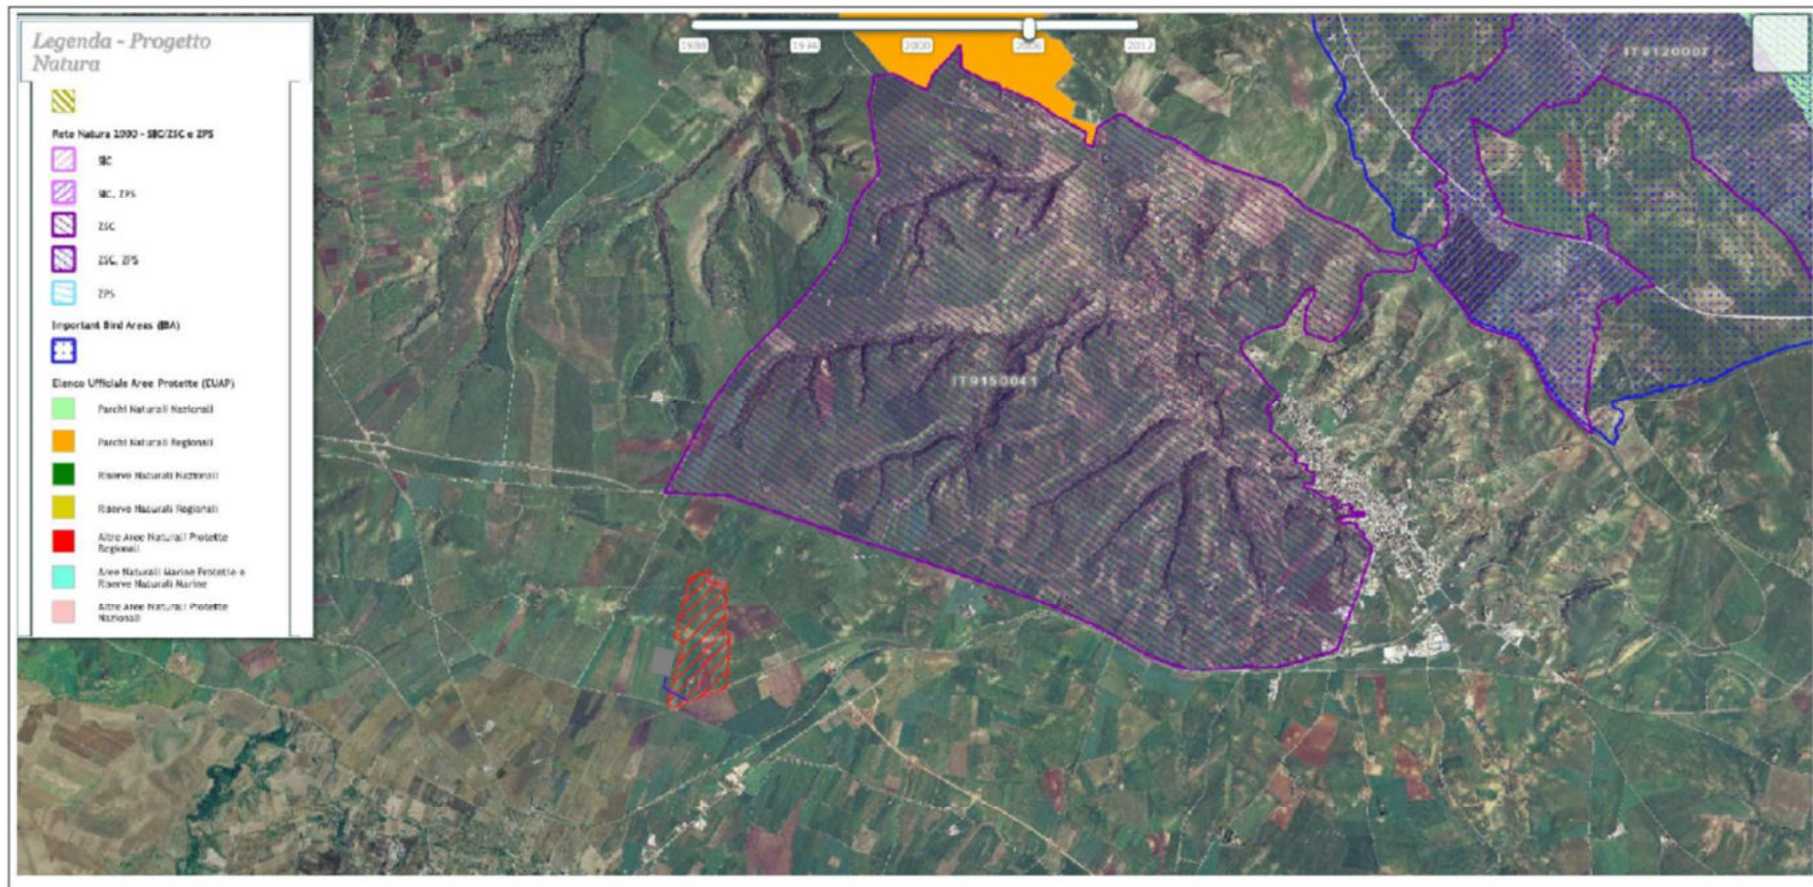 Legenda - Progetto
Natura
Rete Natura 2000 - SIC/ZSC e ZPS
SIC
SIC, ZPS
ZSC
ZSC, ZPS
ZPS
Important Bird Areas (IBA)
Elenco Ufficiale Aree Protette (EUAP)
Parchi Naturali Nazionali
Parchi Naturali Regionali
Riserve Naturali Nazionali
Riserve Naturali Regionali
Altre Aree Naturali Protette
Regionali
Aree Naturali Marine Protette e
Riserve Naturali Marine
Altre Aree Naturali Protette
Nazionali
1988
1994
2000
2006
2012
IT9120007
IT9150041